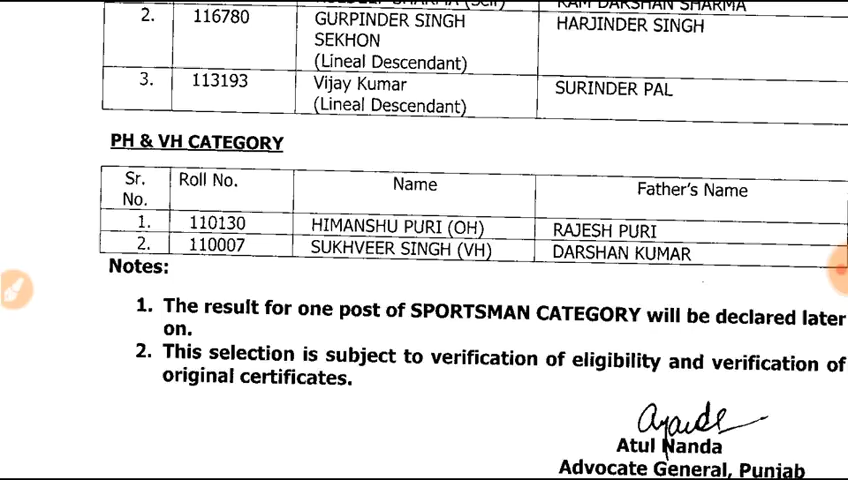 2. 116780 GURPINDER SINGH HARJINDER SINGH
SEKHON
(Lineal Descendant)
3. 113193 Vijay Kumar SURINDER PAL
(Lineal Descendant)
PH & VH CATEGORY
Sr. Roll No. Name Father's Name
No.
1. 110130 HIMANSHU PURI (OH) RAJESH PURI
2. 110007 SUKHVEER SINGH (VH) DARSHAN KUMAR
Notes:
1. The result for one post of SPORTSMAN CATEGORY will be declared later
on.
2. This selection is subject to verification of eligibility and verification of
original certificates.
Atul Nanda
Advocate General, Punjab